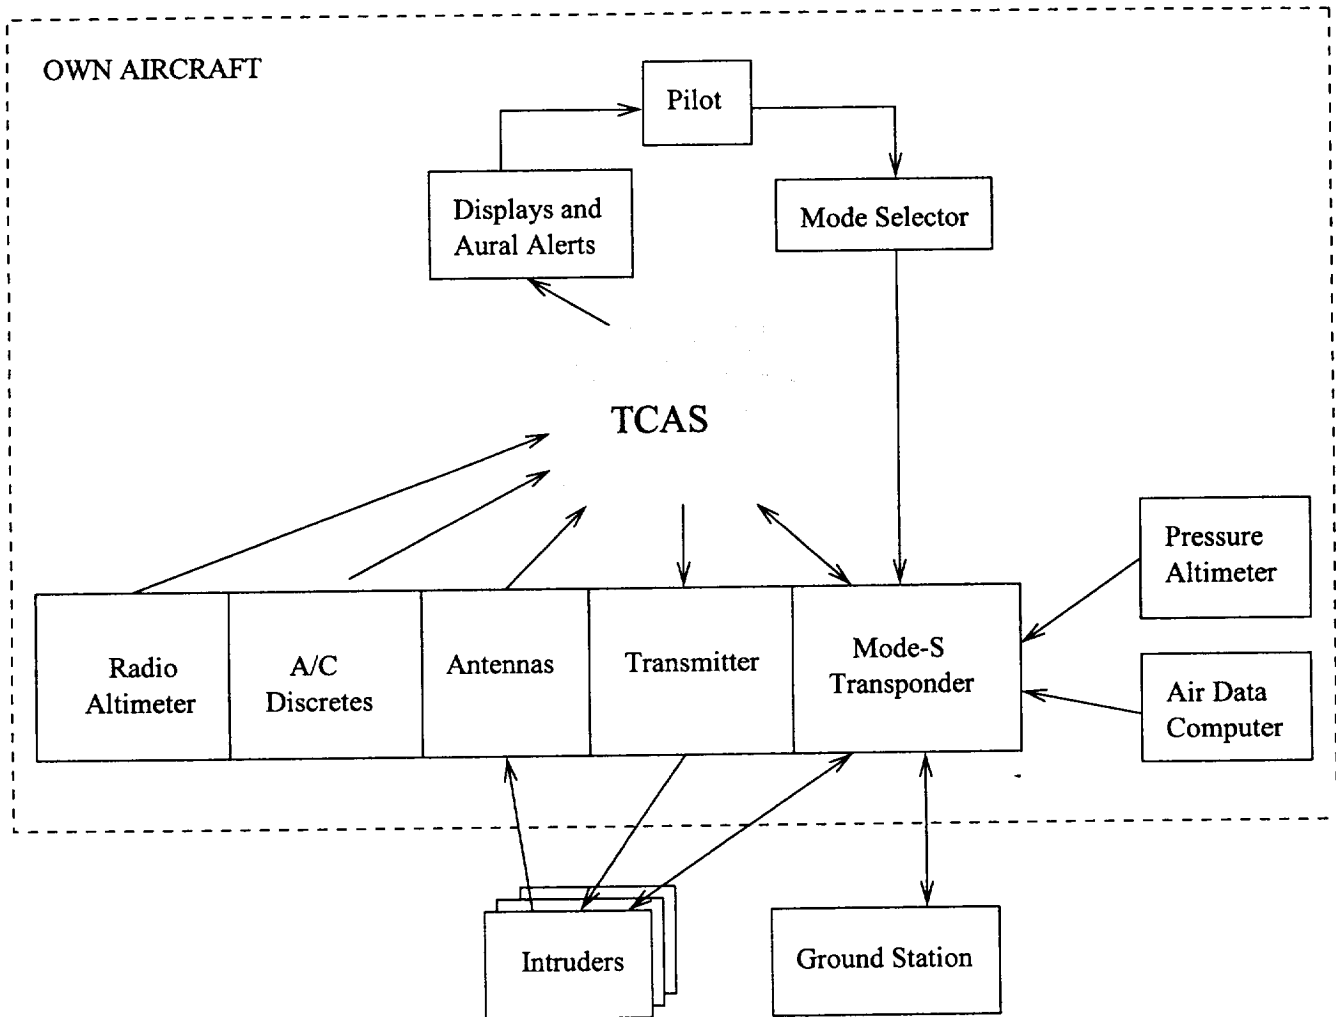 OWN AIRCRAFT
Pilot
Displays and
Aural Alerts
Mode Selector
TCAS
Pressure
Altimeter
Radio
Altimeter
A/C
Discretes
Antennas
Transmitter
Mode-S
Transponder
Air Data
Computer
Intruders
Ground Station